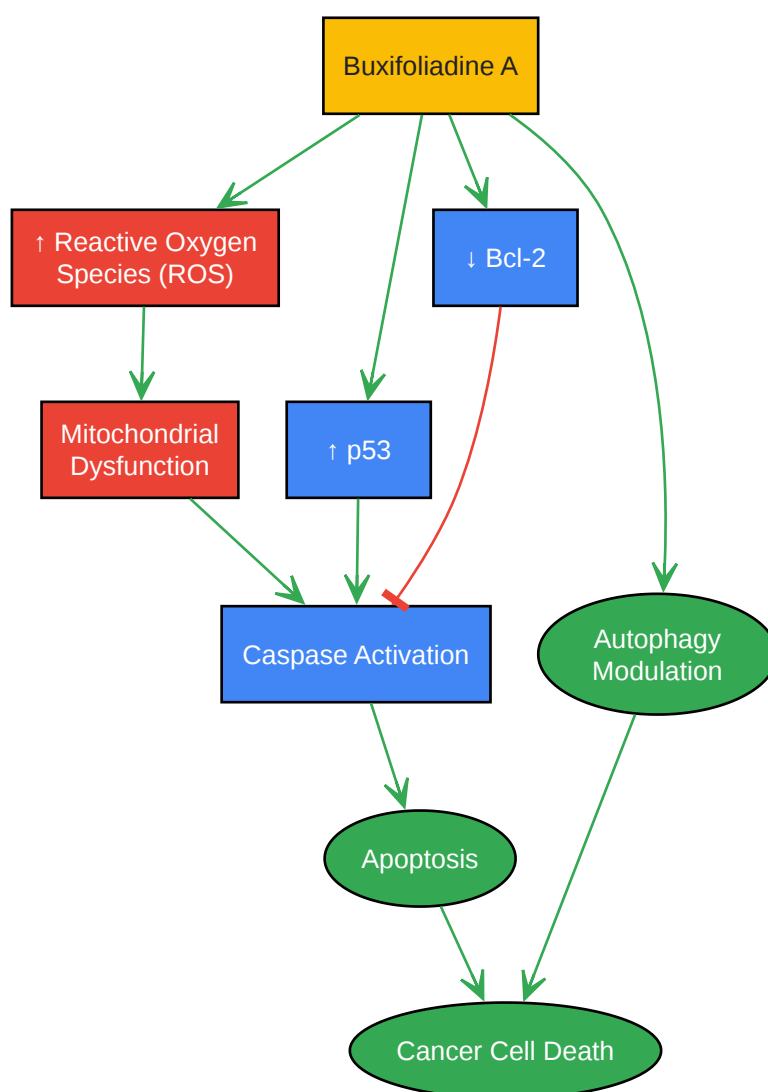 Buxifoliadine A
↑ Reactive Oxygen
Species (ROS)
↓ Bcl-2
Mitochondrial
Dysfunction
↑ p53
Caspase Activation
Autophagy
Modulation
Apoptosis
Cancer Cell Death